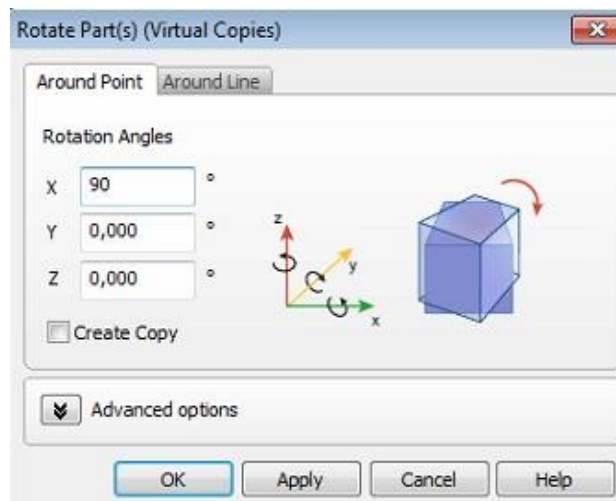 Rotate Part(s) (Virtual Copies)
Around Point Around Line
Rotation Angles
X 90 °
Y 0,000 °
Z 0,000 °
z
y
x
Create Copy
Advanced options
OK Apply Cancel Help